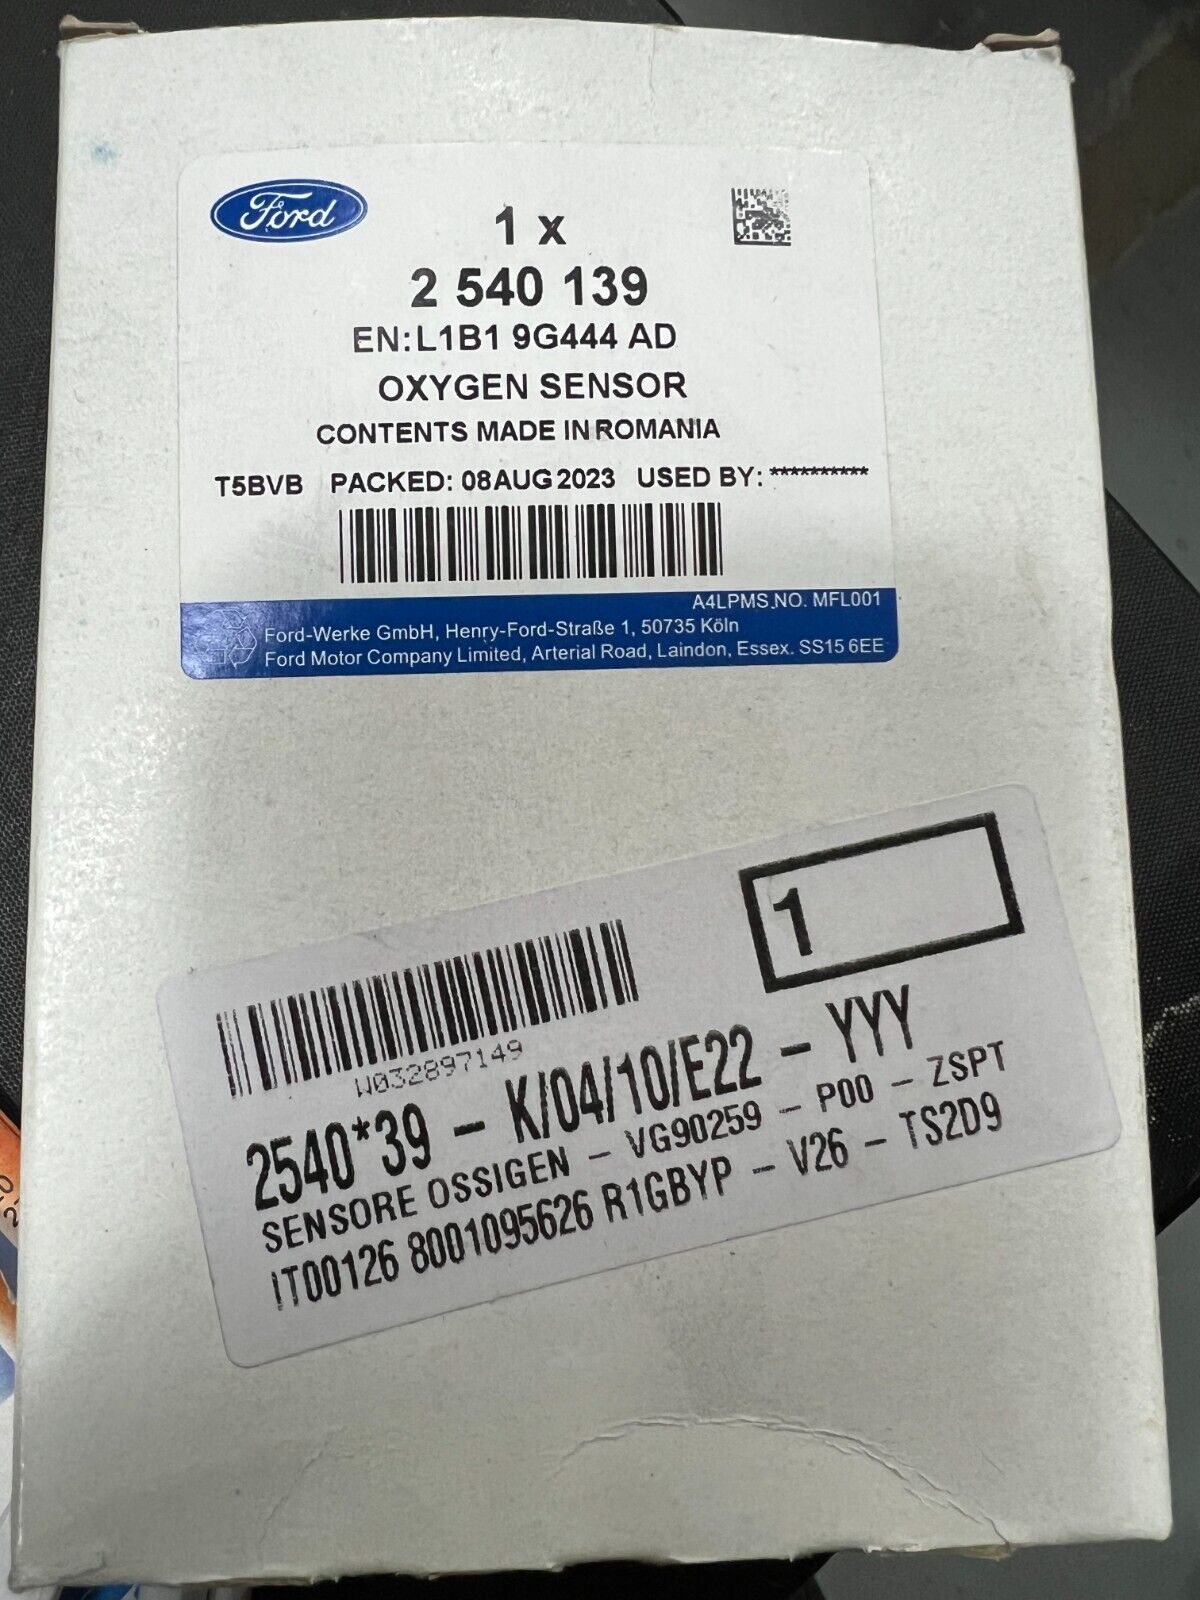 Ford
1 x
2 540 139
EN: L1B1 9G444 AD
OXYGEN SENSOR
CONTENTS MADE IN ROMANIA
T5BVB PACKED: 08AUG2023 USED BY: **********
A4LPMS.NO. MFL001
Ford-Werke GmbH, Henry-Ford-Straße 1, 50735 Köln
Ford Motor Company Limited, Arterial Road, Laindon, Essex. SS15 6EE
1
W032897149
2540*39 - K/04/10/E22 - YYY
SENSORE OSSIGEN - VG90259 - P00 - ZSPT
IT00126 8001095626 R1GBYP - V26 - TS2D9